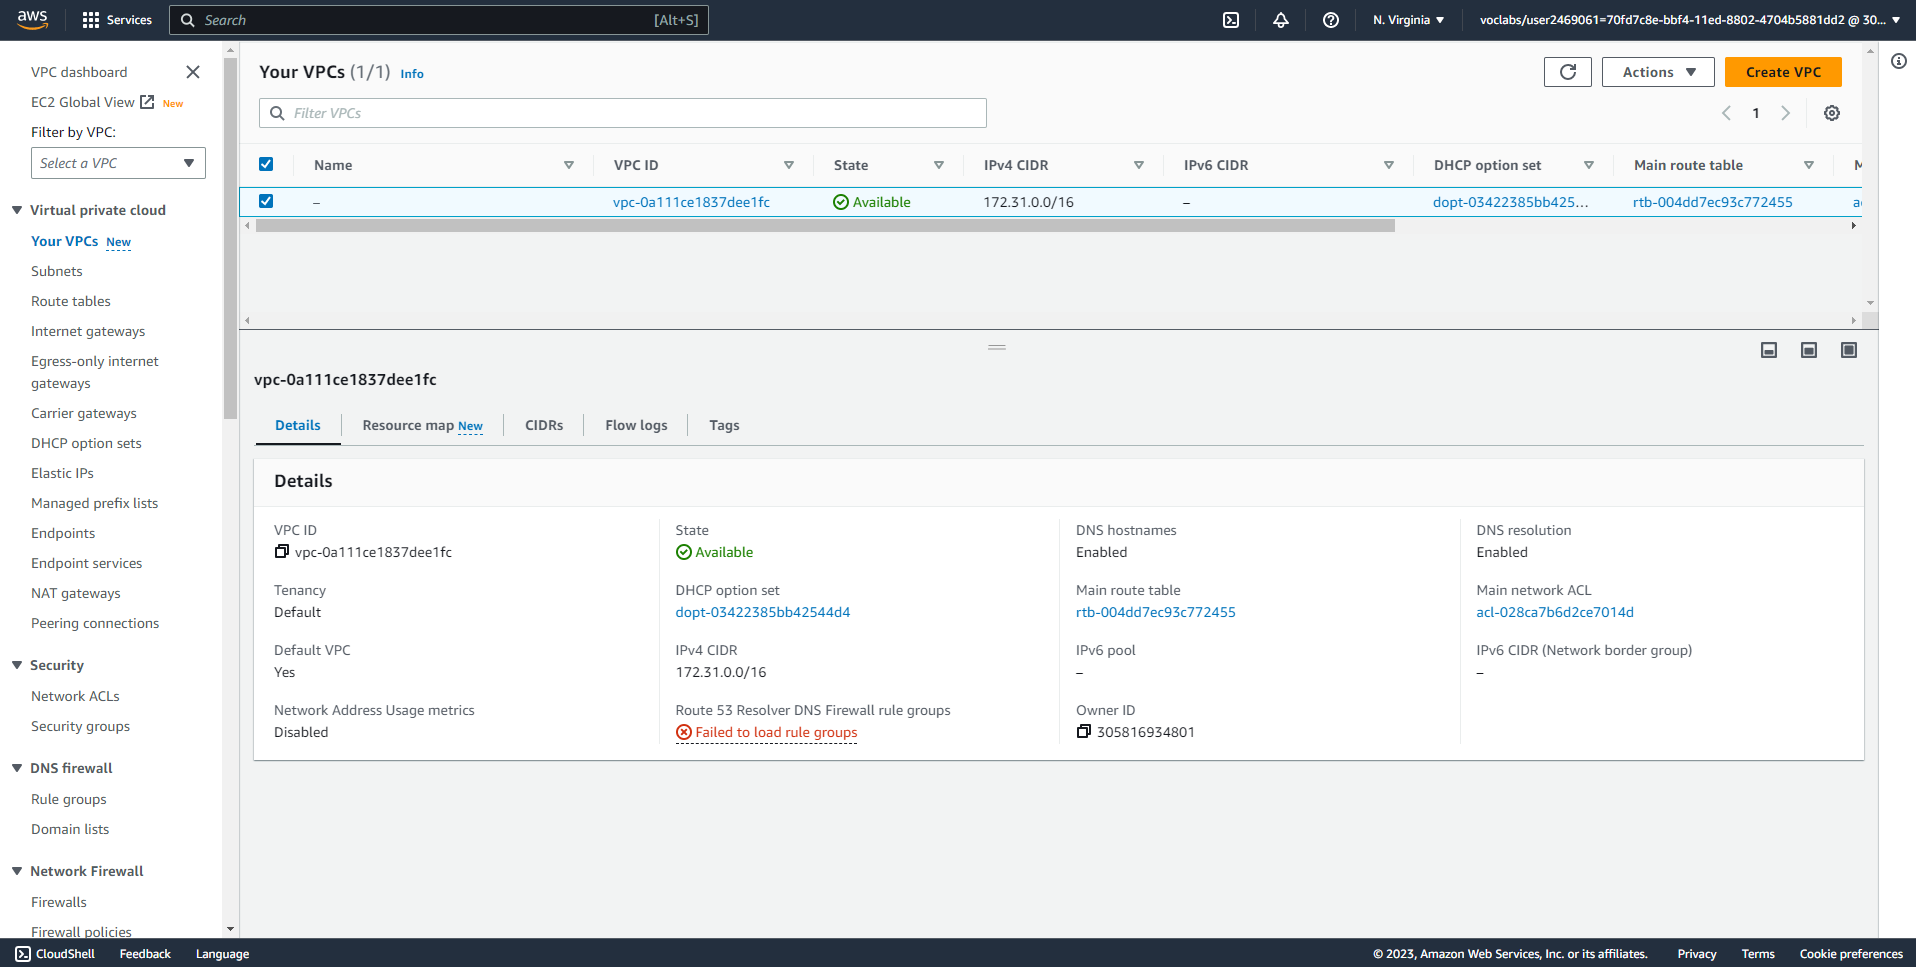 aws
Services
Search
[Alt+S]
N. Virginia
voclabs/user2469061=70fd7c8e-bbf4-11ed-8802-4704b5881dd2 @ 30...
VPC dashboard
EC2 Global View New
Filter by VPC:
Select a VPC
Virtual private cloud
Your VPCs New
Subnets
Route tables
Internet gateways
Egress-only internet
gateways
Carrier gateways
DHCP option sets
Elastic IPs
Managed prefix lists
Endpoints
Endpoint services
NAT gateways
Peering connections
Security
Network ACLs
Security groups
DNS firewall
Rule groups
Domain lists
Network Firewall
Firewalls
Firewall policies
Your VPCs (1/1) Info
Actions
Create VPC
Filter VPCs
1
Name VPC ID State IPv4 CIDR IPv6 CIDR DHCP option set Main route table M
– vpc-0a111ce1837dee1fc Available 172.31.0.0/16 – dopt-03422385bb425... rtb-004dd7ec93c772455 a
vpc-0a111ce1837dee1fc
Details Resource map New CIDRs Flow logs Tags
Details
VPC ID
vpc-0a111ce1837dee1fc
State
Available
DNS hostnames
Enabled
DNS resolution
Enabled
Tenancy
Default
DHCP option set
dopt-03422385bb42544d4
Main route table
rtb-004dd7ec93c772455
Main network ACL
acl-028ca7b6d2ce7014d
Default VPC
Yes
IPv4 CIDR
172.31.0.0/16
IPv6 pool
–
IPv6 CIDR (Network border group)
–
Network Address Usage metrics
Disabled
Route 53 Resolver DNS Firewall rule groups
Failed to load rule groups
Owner ID
305816934801
CloudShell Feedback Language
© 2023, Amazon Web Services, Inc. or its affiliates. Privacy Terms Cookie preferences